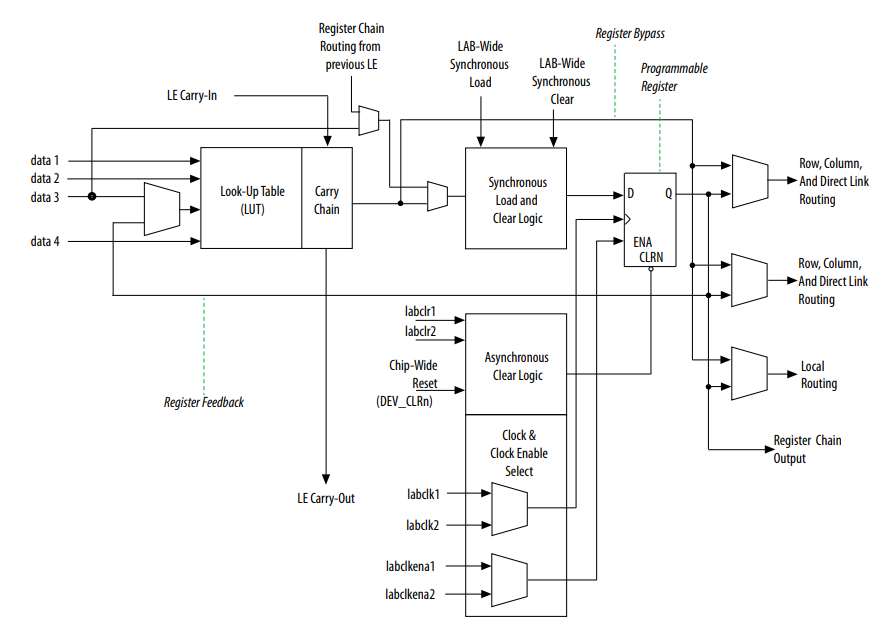 Register Chain
Routing from
previous LE
Register Bypass
LAB-Wide
Synchronous
Load
LAB-Wide
Synchronous
Clear
Programmable
Register
LE Carry-In
data 1
data 2
data 3
data 4
Look-Up Table
(LUT)
Carry
Chain
Synchronous
Load and
Clear Logic
D
Q
ENA
CLRN
Row, Column,
And Direct Link
Routing
Row, Column,
And Direct Link
Routing
Local
Routing
Register Chain
Output
labclr1
labclr2
Chip-Wide
Reset
(DEV_CLRn)
Asynchronous
Clear Logic
Register Feedback
Clock &
Clock Enable
Select
LE Carry-Out
labclk1
labclk2
labclkena1
labclkena2